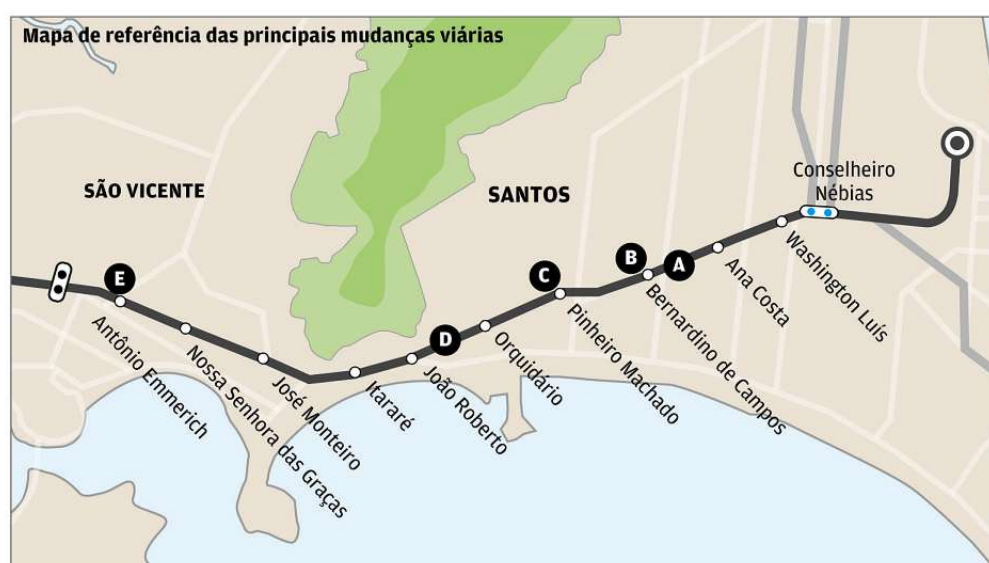 Mapa de referência das principais mudanças viárias
SÃO VICENTE
SANTOS
Conselheiro
Nébias
E
D
C
B
A
Antônio Emmerich
Nossa Senhora das Graças
José Monteiro
Itararé
João Roberto
Orquidário
Pinheiro Machado
Bernardino de Campos
Ana Costa
Washington Luís